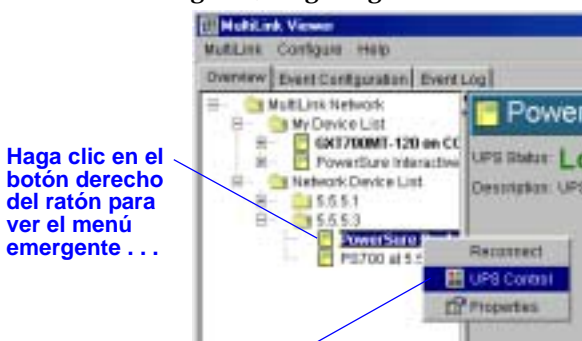 MultiLink Viewer
MultiLink Configure Help
Overview Event Configuration Event Log
MultiLink Network
My Device List
GXT700MT-120 on CO
PowerSure Interactive
Network Device List
5.5.5.1
5.5.5.3
PowerSure
PS700 at 5.5
Power
UPS Status:
Description: UPS
Reconnect
UPS Control
Properties
Haga clic en el
botón derecho
del ratón para
ver el menú
emergente . . .